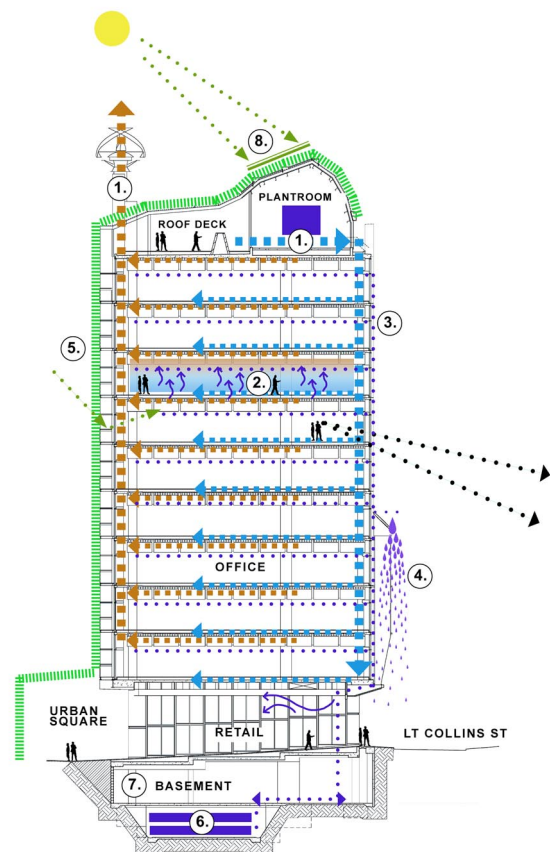 8.
1.
PLANTROOM
ROOF DECK
1.
3.
5.
2.
OFFICE
4.
URBAN
SQUARE
RETAIL
LT COLLINS ST
7.
BASEMENT
6.